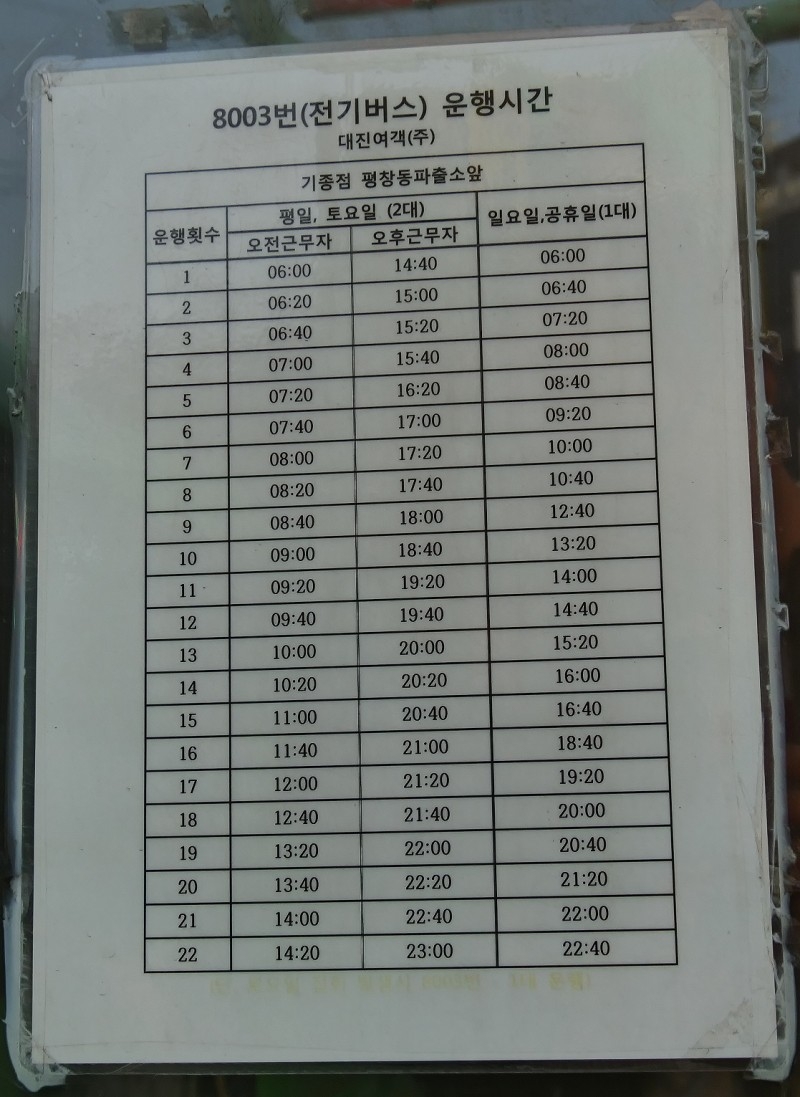 8003번(전기버스) 운행시간
대진여객(주)
기종점 평창동파출소앞
운행횟수 평일, 토요일 (2대) 일요일,공휴일(1대)
오전근무자 오후근무자
1 06:00 14:40 06:00
2 06:20 15:00 06:40
3 06:40 15:20 07:20
4 07:00 15:40 08:00
5 07:20 16:20 08:40
6 07:40 17:00 09:20
7 08:00 17:20 10:00
8 08:20 17:40 10:40
9 08:40 18:00 12:40
10 09:00 18:40 13:20
11 09:20 19:20 14:00
12 09:40 19:40 14:40
13 10:00 20:00 15:20
14 10:20 20:20 16:00
15 11:00 20:40 16:40
16 11:40 21:00 18:40
17 12:00 21:20 19:20
18 12:40 21:40 20:00
19 13:20 22:00 20:40
20 13:40 22:20 21:20
21 14:00 22:40 22:00
22 14:20 23:00 22:40